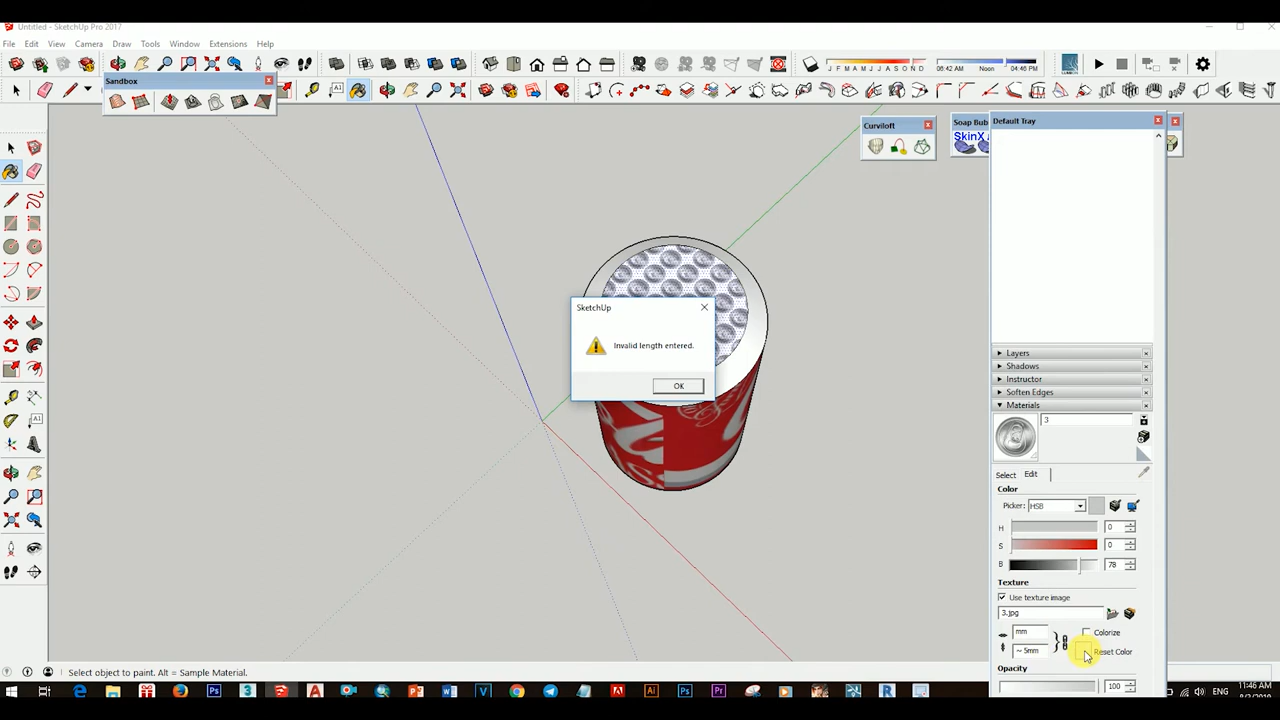 Untitled - SketchUp Pro 2017
File Edit View Camera Draw Tools Window Extensions Help
J F M A M J J A S O N D
08:42 AM Noon 04:46 PM
Sandbox
Curviloft
Soap Bub
SkinX
Default Tray
SketchUp
Invalid length entered.
OK
Layers
Shadows
Instructor
Soften Edges
Materials
3
Select Edit
Color
Picker: HSB
H 0
S 0
B 78
Texture
Use texture image
3.jpg
mm
Colorize
~ 5mm
Reset Color
Opacity
100
Select object to paint. Alt = Sample Material.
ENG
11:46 AM